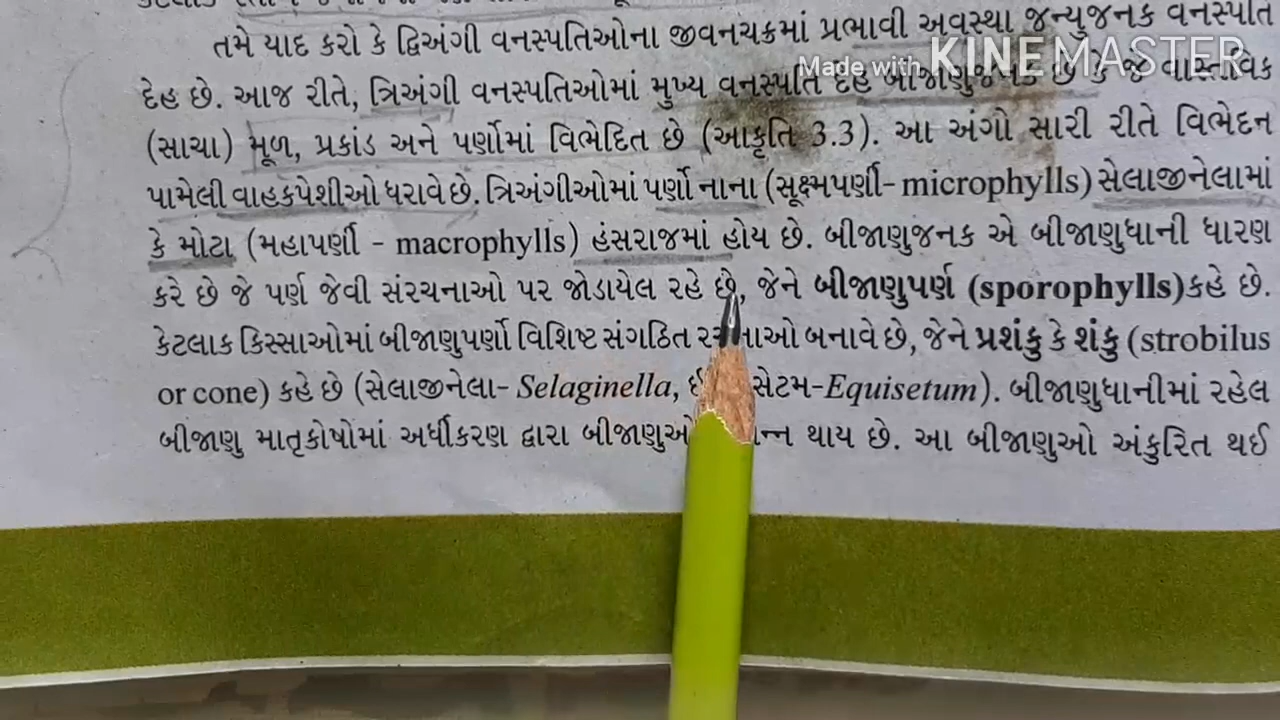 તમે યાદ કરો કે દ્વિઅંગી વનસ્પતિઓના જીવનચક્રમાં પ્રભાવી અવસ્થા જન્યુજનક વનસ્પતિ
Made with KINEMASTER
દેહ છે. આજ રીતે, ત્રિઅંગી વનસ્પતિઓમાં મુખ્ય વનસ્પતિ દેહ બીજાણુજનક છે કે જે વાસ્તવિક
(સાચા) મૂળ, પ્રકાંડ અને પર્ણોમાં વિભેદિત છે (આકૃતિ 3.3). આ અંગો સારી રીતે વિભેદન
પામેલી વાહકપેશીઓ ધરાવે છે. ત્રિઅંગીઓમાં પર્ણો નાના (સૂક્ષ્મપર્ણી- microphylls) સેલાજીનેલામાં
કે મોટા (મહાપર્ણી - macrophylls) હંસરાજમાં હોય છે. બીજાણુજનક એ બીજાણુધાની ધારણ
કરે છે જે પર્ણ જેવી સંરચનાઓ પર જોડાયેલ રહે છે, જેને બીજાણુપર્ણ (sporophylls)કહે છે.
કેટલાક કિસ્સાઓમાં બીજાણુપર્ણો વિશિષ્ટ સંગઠિત બનાવે છે, જેને પ્રશંકુ કે શંકુ (strobilus
or cone) કહે છે (સેલાજીનેલા- Selaginella, સેટમ-Equisetum). બીજાણુધાનીમાં રહેલ
બીજાણુ માતૃકોષોમાં અર્ધીકરણ દ્વારા થાય છે. આ બીજાણુઓ અંકુરિત થઈ